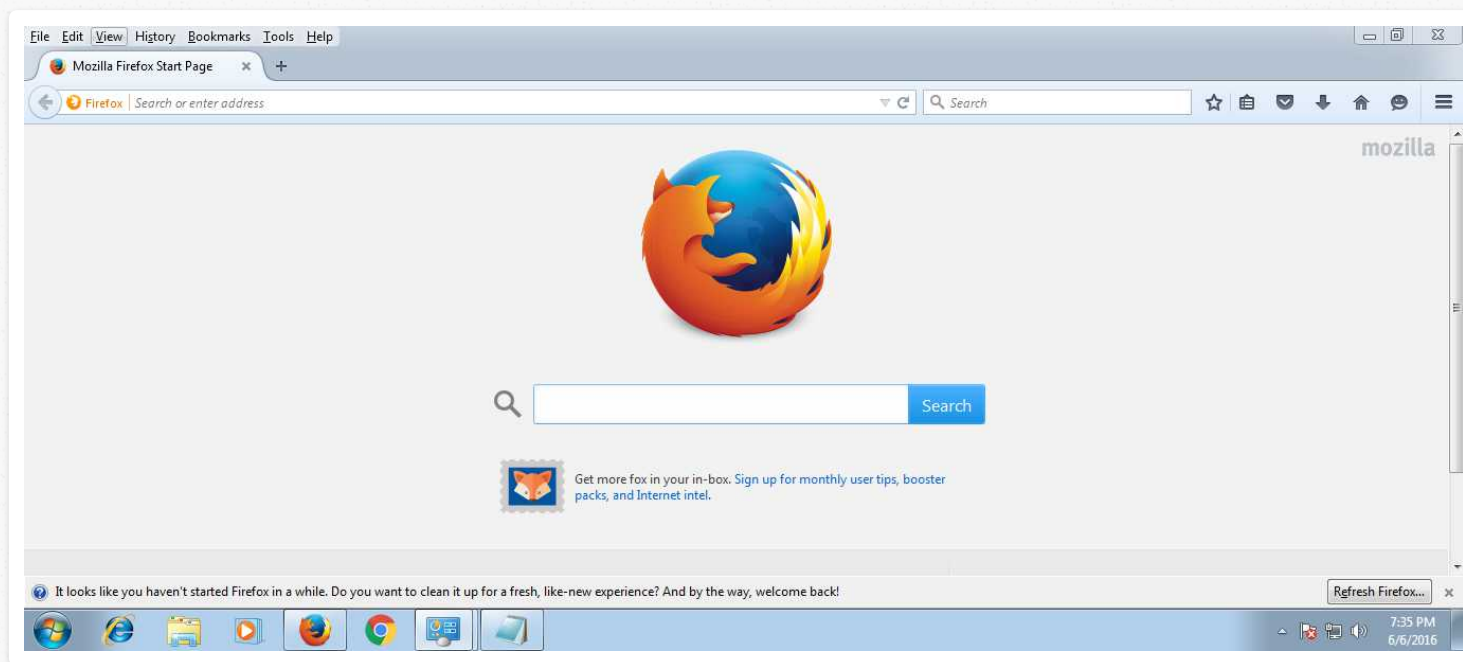 File Edit View History Bookmarks Tools Help
Mozilla Firefox Start Page
Firefox Search or enter address
Search
mozilla
Search
Get more fox in your in-box. Sign up for monthly user tips, booster
packs, and Internet intel.
It looks like you haven't started Firefox in a while. Do you want to clean it up for a fresh, like-new experience? And by the way, welcome back!
Refresh Firefox...
7:35 PM
6/6/2016